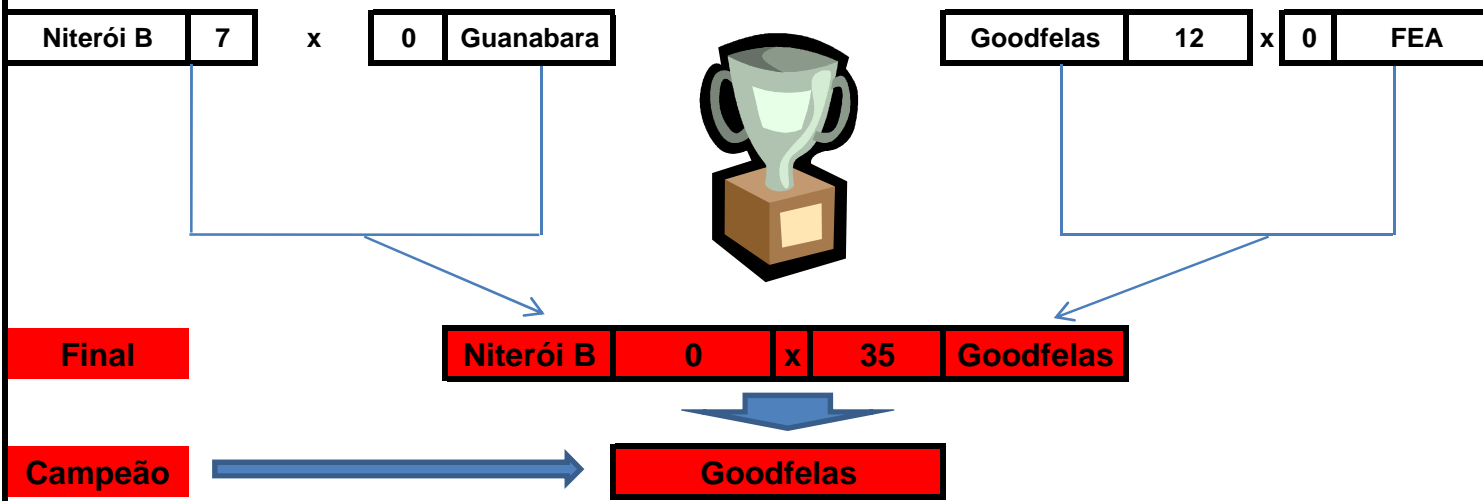 Niterói B 7 x 0 Guanabara
Goodfelas 12 x 0 FEA
Final
Niterói B 0 x 35 Goodfelas
Campeão
Goodfelas